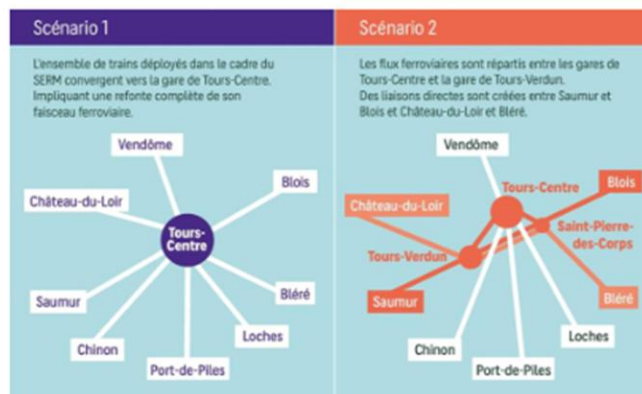 Scénario 1
L'ensemble de trains déployés dans le cadre du
SERM convergent vers la gare de Tours-Centre.
Impliquant une refonte complète de son
faisceau ferroviaire.
Vendôme
Blois
Château-du-Loir
Tours-
Centre
Saumur
Bléré
Chinon
Loches
Port-de-Piles
Scénario 2
Les flux ferroviaires sont répartis entre les gares de
Tours-Centre et la gare de Tours-Verdun.
Des liaisons directes sont créées entre Saumur et
Blois et Château-du-Loir et Bléré.
Vendôme
Tours-Centre
Blois
Château-du-Loir
Saint-Pierre-
des-Corps
Tours-Verdun
Saumur
Bléré
Chinon
Loches
Port-de-Piles